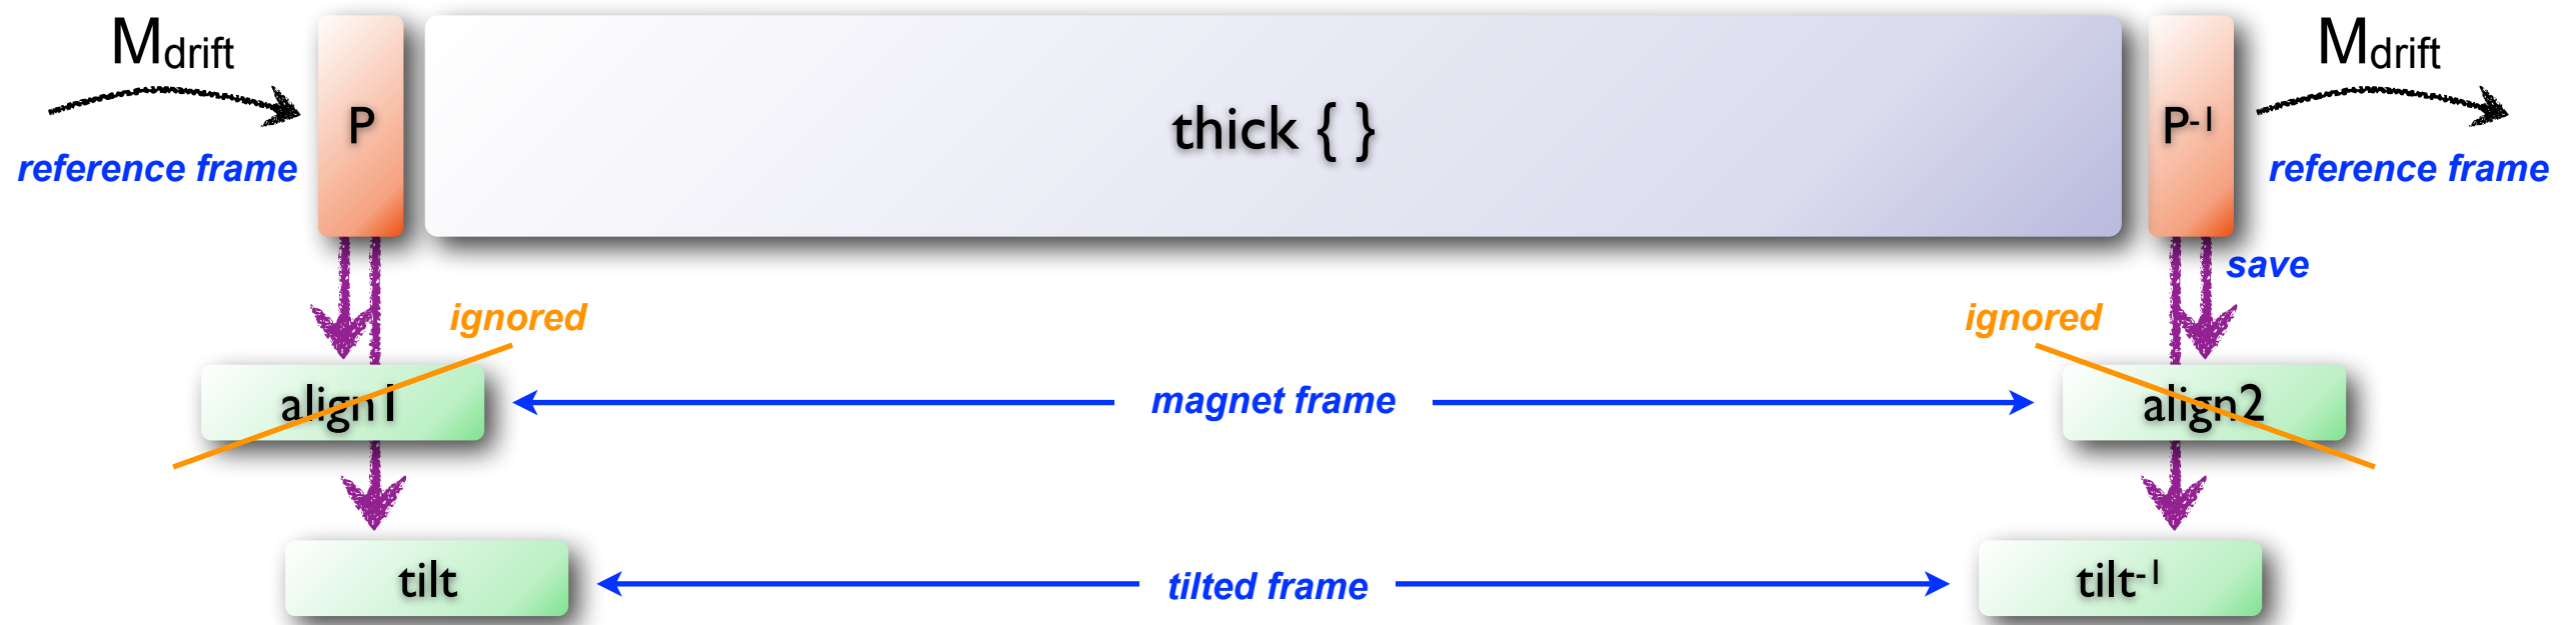 Mdrift
P
thick { }
P-1
Mdrift
reference frame
reference frame
save
ignored
ignored
align1
magnet frame
align2
tilt
tilted frame
tilt-1